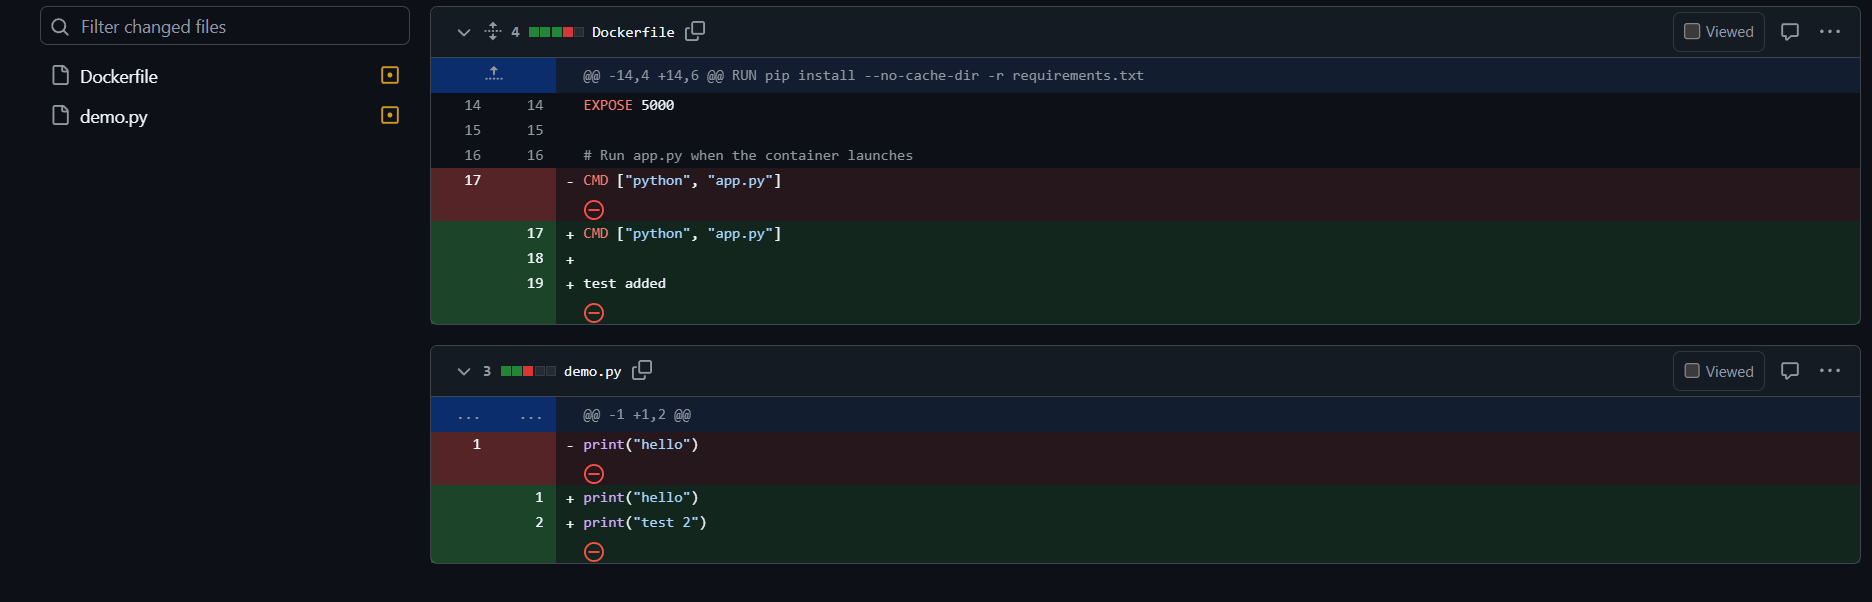 Filter changed files
Dockerfile
demo.py
4 Dockerfile Viewed
@@ -14,4 +14,6 @@ RUN pip install --no-cache-dir -r requirements.txt
14 14 EXPOSE 5000
15 15
16 16 # Run app.py when the container launches
17 - CMD ["python", "app.py"]
17 + CMD ["python", "app.py"]
18 +
19 + test added
3 demo.py Viewed
... ... @@ -1 +1,2 @@
1 - print("hello")
1 + print("hello")
2 + print("test 2")